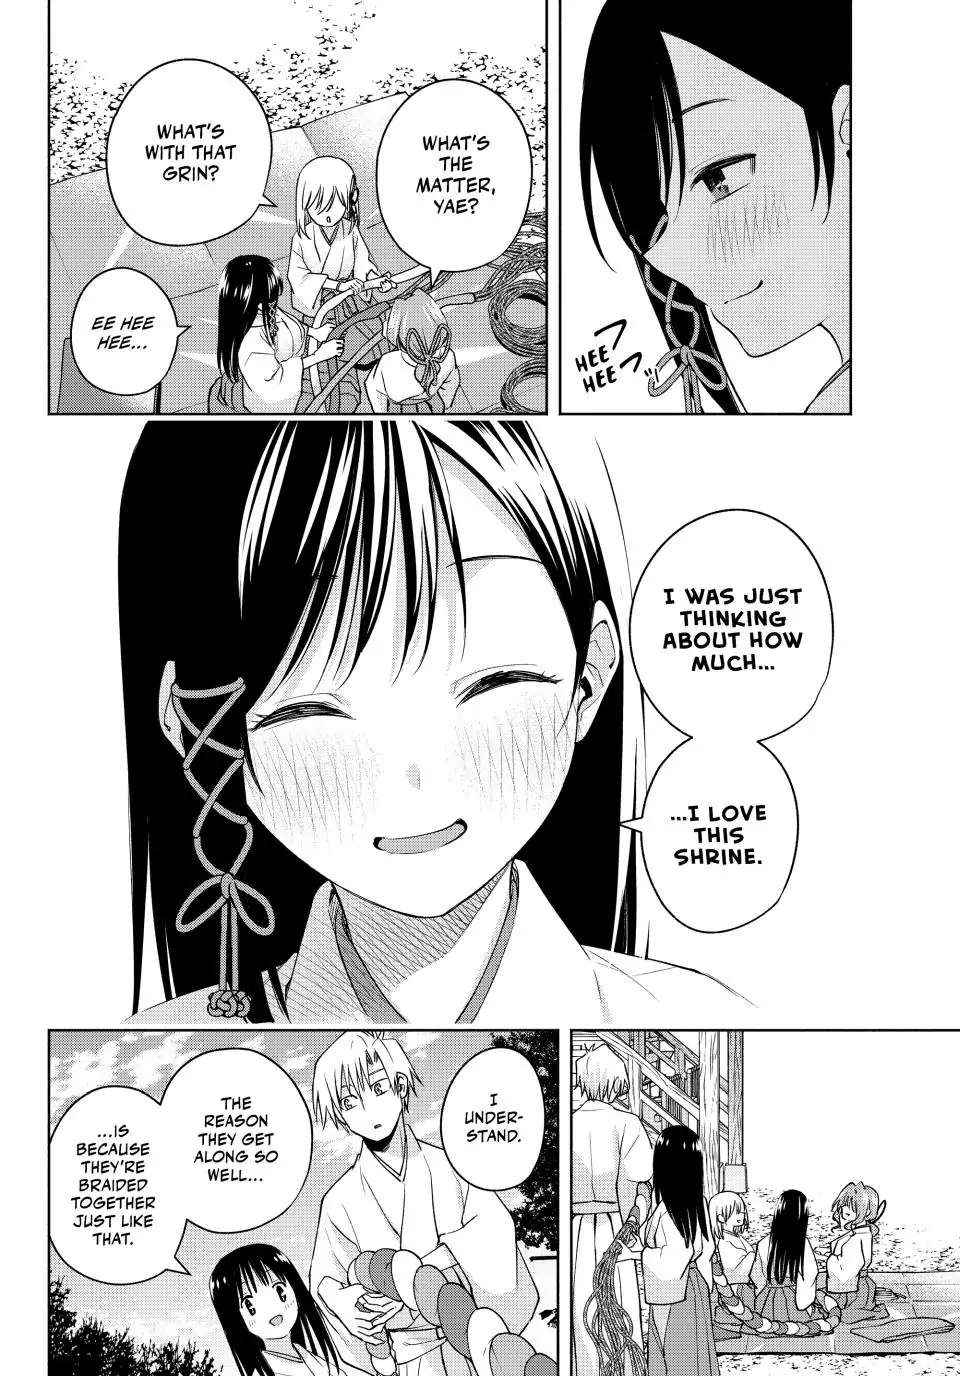 HEE
HEE
WHAT'S
THE
MATTER,
YAE?
WHAT'S
WITH THAT
GRIN?
EE HEE
HEE...
I WAS JUST
THINKING
ABOUT HOW
MUCH...
...I LOVE
THIS
SHRINE.
I
UNDER-
STAND.
THE
REASON
THEY GET
ALONG SO
WELL...
...IS
BECAUSE
THEY'RE
BRAIDED
TOGETHER
JUST LIKE
THAT.